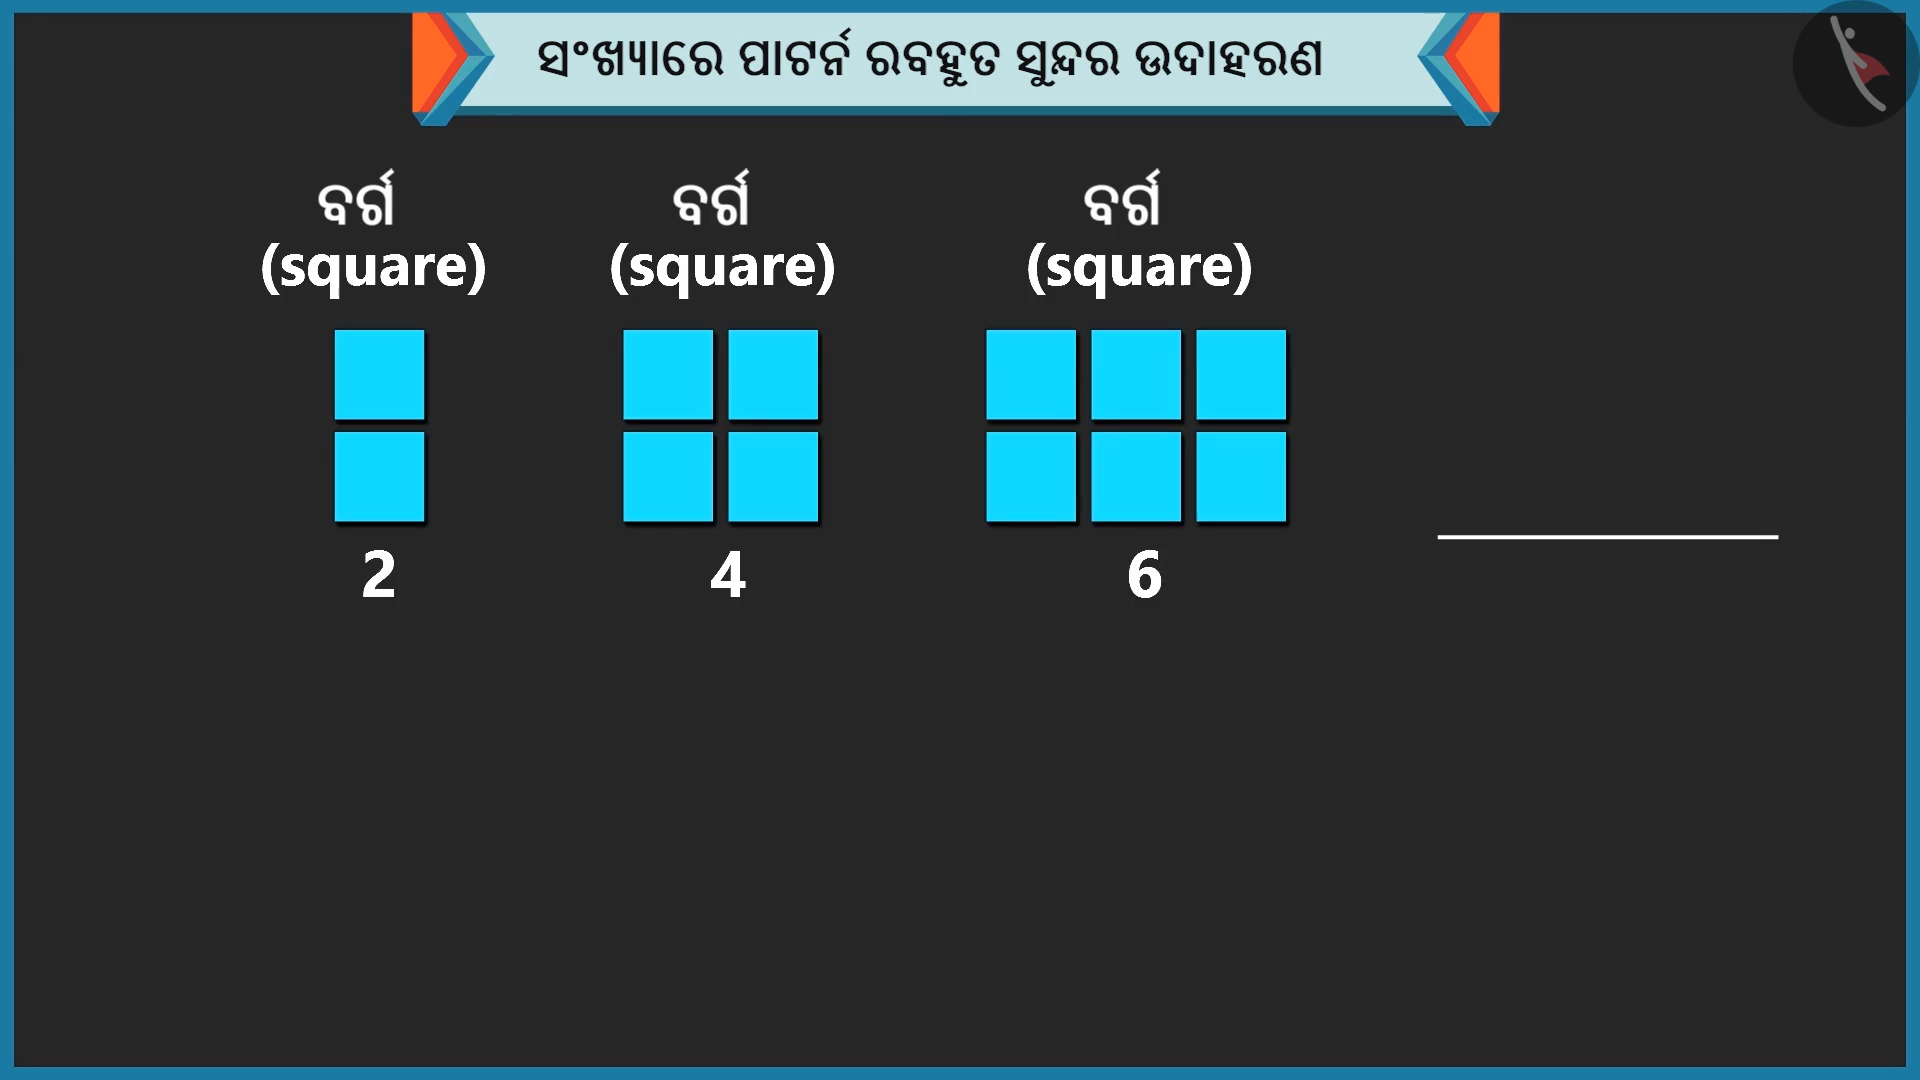 ସଂଖ୍ୟାରେ ପାଟର୍ନ ରବହୁତ ସୁନ୍ଦର ଉଦାହରଣ
ବର୍ଗ ବର୍ଗ ବର୍ଗ
(square) (square) (square)
2 4 6